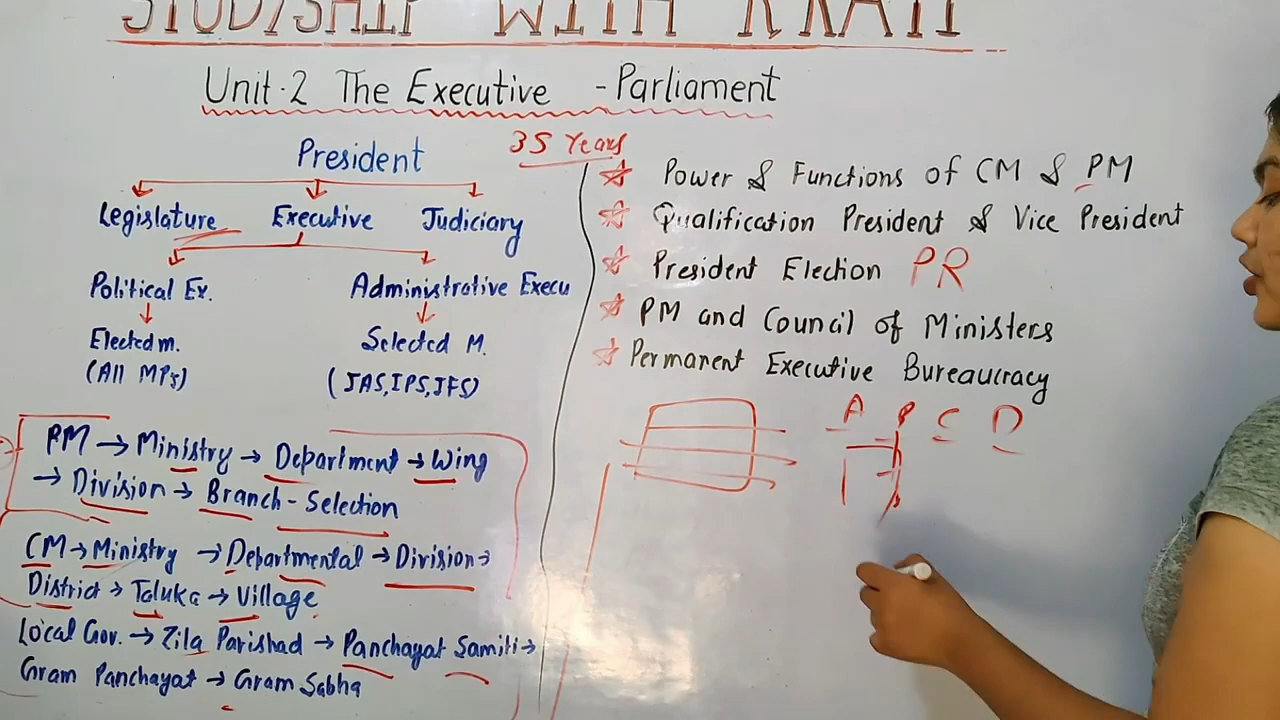 STUDYSHIP WITH KRATI
Unit.2 The Executive - Parliament
35 Years
President
Legislature Executive Judiciary
Political Ex. Administrative Execu
Elected m. Selected M.
(All MPs) (IAS, IPS, IFS)
PM → Ministry → Department → Wing
→ Division → Branch - Selection
CM → Ministry → Departmental → Division →
District → Taluka → Village
Local Gov. → Zila Parishad → Panchayat Samiti →
Gram Panchayat → Gram Sabha
☆ Power & Functions of CM & PM
☆ Qualification President & Vice President
☆ President Election PR
☆ PM and Council of Ministers
☆ Permanent Executive Bureaucracy
A B C D